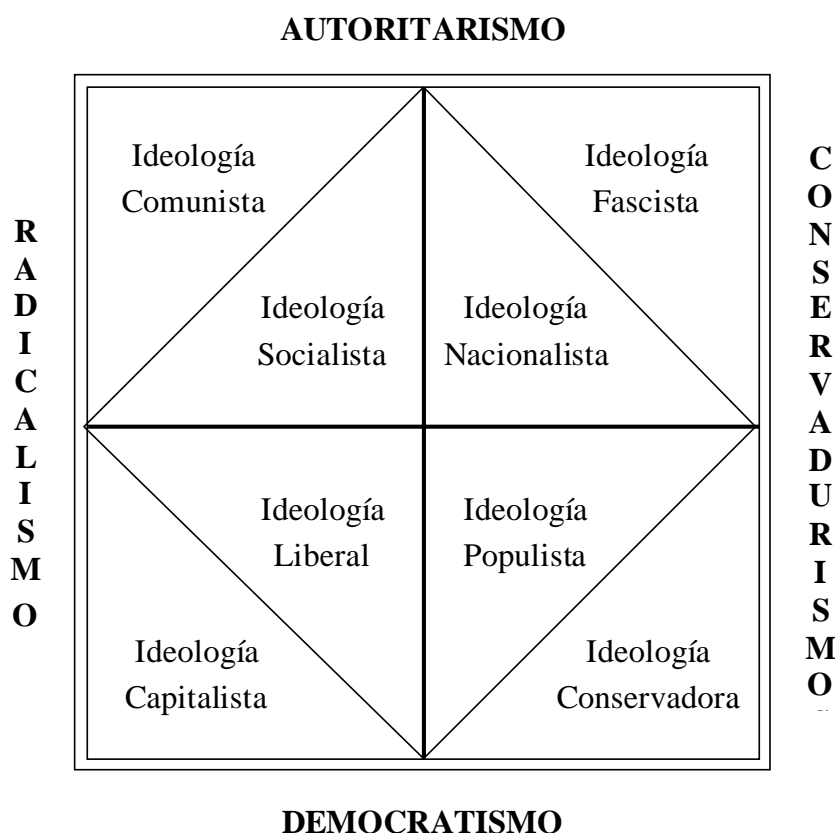 AUTORITARISMO
Ideología
Comunista
Ideología
Fascista
RADICALISMO
CONSERVADURISMO
Ideología
Socialista
Ideología
Nacionalista
Ideología
Liberal
Ideología
Populista
Ideología
Capitalista
Ideología
Conservadora
DEMOCRATISMO